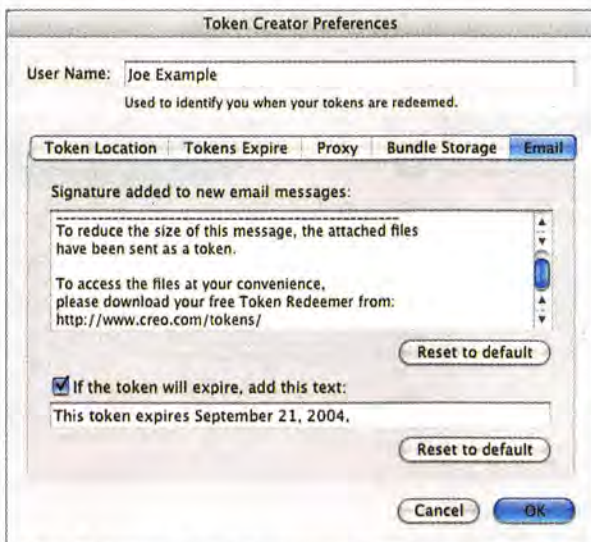 Token Creator Preferences
User Name: Joe Example
Used to identify you when your tokens are redeemed.
Token Location Tokens Expire Proxy Bundle Storage Email
Signature added to new email messages:
To reduce the size of this message, the attached files
have been sent as a token.
To access the files at your convenience,
please download your free Token Redeemer from:
http://www.creo.com/tokens/
Reset to default
If the token will expire, add this text:
This token expires September 21, 2004,
Reset to default
Cancel OK